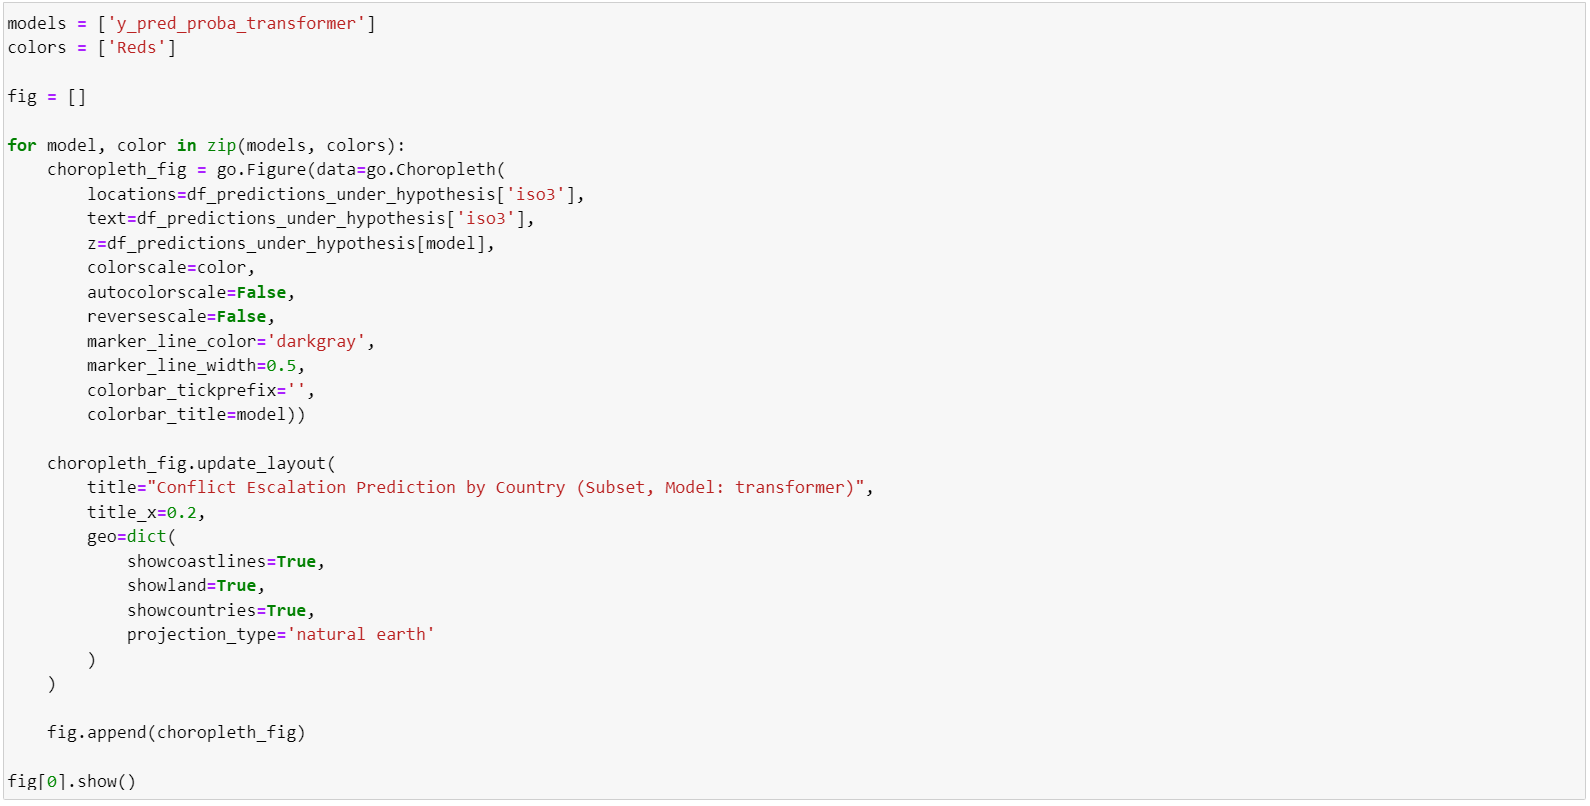 models = ['y_pred_proba_transformer']
colors = ['Reds']

fig = []

for model, color in zip(models, colors):
    choropleth_fig = go.Figure(data=go.Choropleth(
        locations=df_predictions_under_hypothesis['iso3'],
        text=df_predictions_under_hypothesis['iso3'],
        z=df_predictions_under_hypothesis[model],
        colorscale=color,
        autocolorscale=False,
        reversescale=False,
        marker_line_color='darkgray',
        marker_line_width=0.5,
        colorbar_tickprefix='',
        colorbar_title=model))

    choropleth_fig.update_layout(
        title="Conflict Escalation Prediction by Country (Subset, Model: transformer)",
        title_x=0.2,
        geo=dict(
            showcoastlines=True,
            showland=True,
            showcountries=True,
            projection_type='natural earth'
        )
    )

    fig.append(choropleth_fig)

fig[0].show()